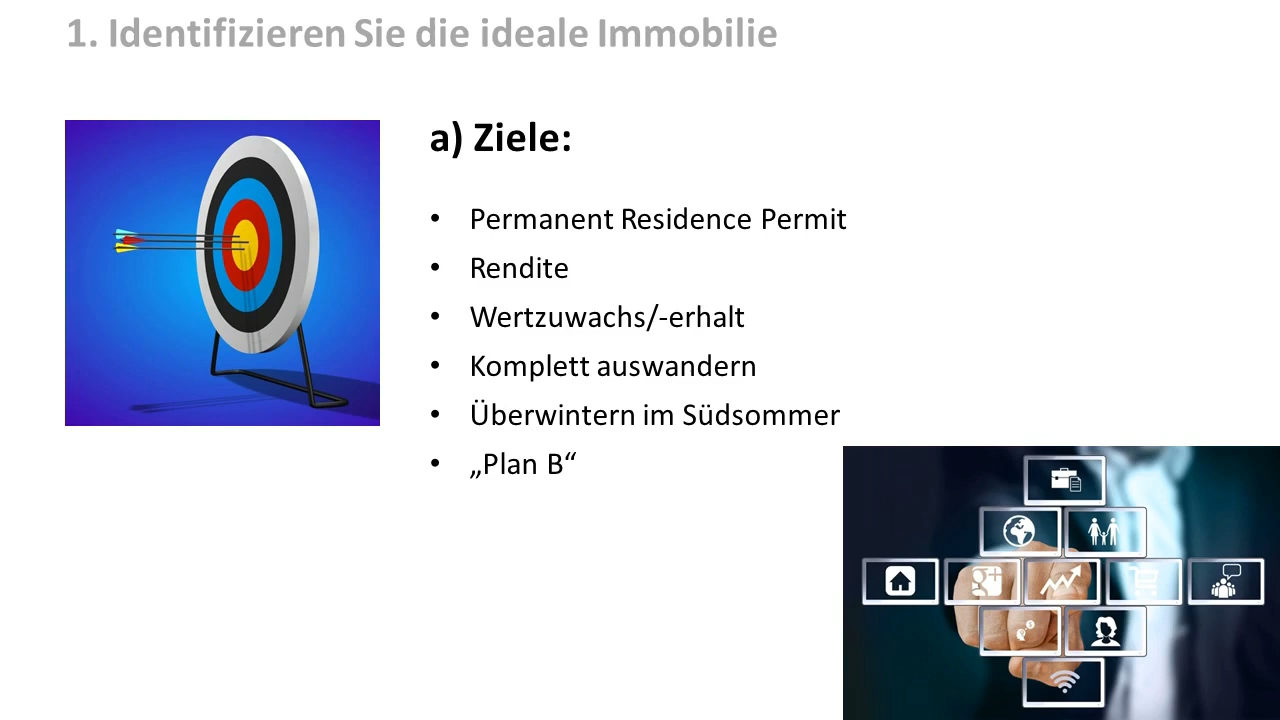 1. Identifizieren Sie die ideale Immobilie
a) Ziele:
• Permanent Residence Permit
• Rendite
• Wertzuwachs/-erhalt
• Komplett auswandern
• Überwintern im Südsommer
• „Plan B“